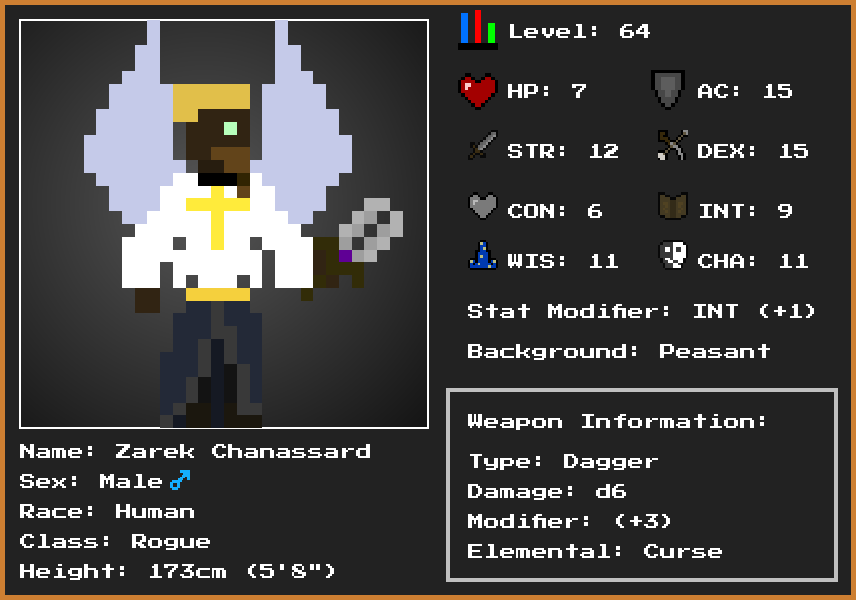 Level: 64
HP: 7
AC: 15
STR: 12
DEX: 15
CON: 6
INT: 9
WIS: 11
CHA: 11
Stat Modifier: INT (+1)
Background: Peasant
Weapon Information:
Type: Dagger
Damage: d6
Modifier: (+3)
Elemental: Curse
Name: Zarek Chanassard
Sex: Male ♂
Race: Human
Class: Rogue
Height: 173cm (5'8")